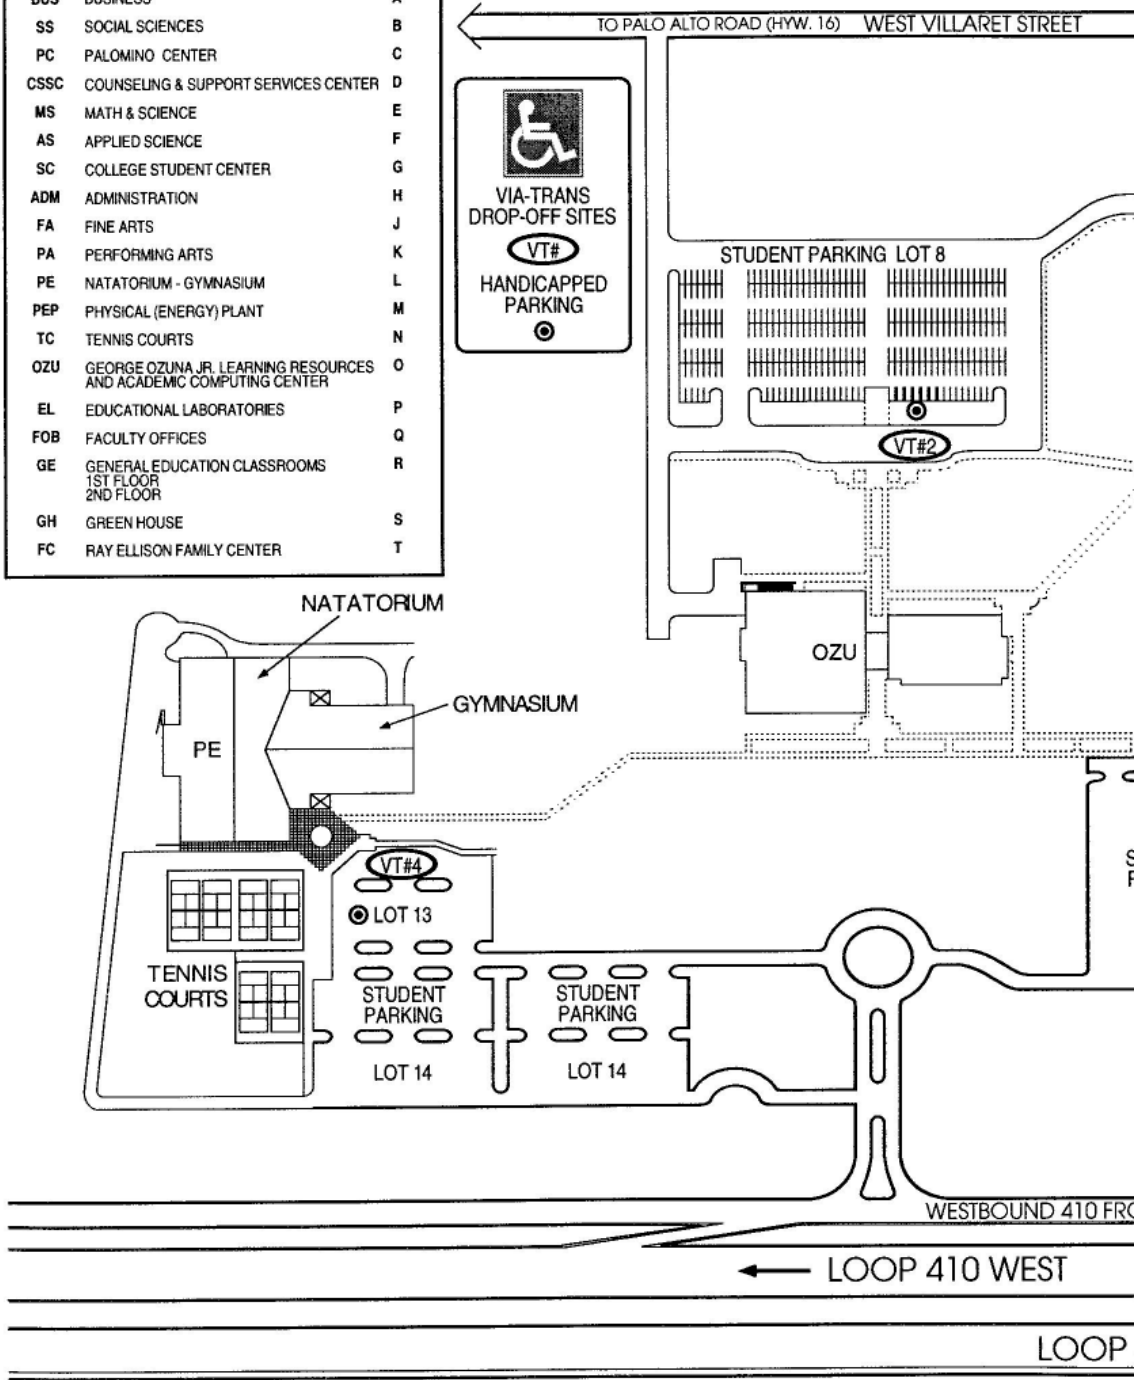 BUS BUSINESS A
SS SOCIAL SCIENCES B
PC PALOMINO CENTER C
CSSC COUNSELING & SUPPORT SERVICES CENTER D
MS MATH & SCIENCE E
AS APPLIED SCIENCE F
SC COLLEGE STUDENT CENTER G
ADM ADMINISTRATION H
FA FINE ARTS J
PA PERFORMING ARTS K
PE NATATORIUM - GYMNASIUM L
PEP PHYSICAL (ENERGY) PLANT M
TC TENNIS COURTS N
OZU GEORGE OZUNA JR. LEARNING RESOURCES O
AND ACADEMIC COMPUTING CENTER
EL EDUCATIONAL LABORATORIES P
FOB FACULTY OFFICES Q
GE GENERAL EDUCATION CLASSROOMS R
1ST FLOOR
2ND FLOOR
GH GREEN HOUSE S
FC RAY ELLISON FAMILY CENTER T
TO PALO ALTO ROAD (HYW. 16) WEST VILLARET STREET
VIA-TRANS
DROP-OFF SITES
VT#
HANDICAPPED
PARKING
STUDENT PARKING LOT 8
VT#2
OZU
NATATORIUM
GYMNASIUM
PE
VT#4
LOT 13
TENNIS
COURTS
STUDENT
PARKING
LOT 14
STUDENT
PARKING
LOT 14
WESTBOUND 410 FRO
LOOP 410 WEST
LOOP